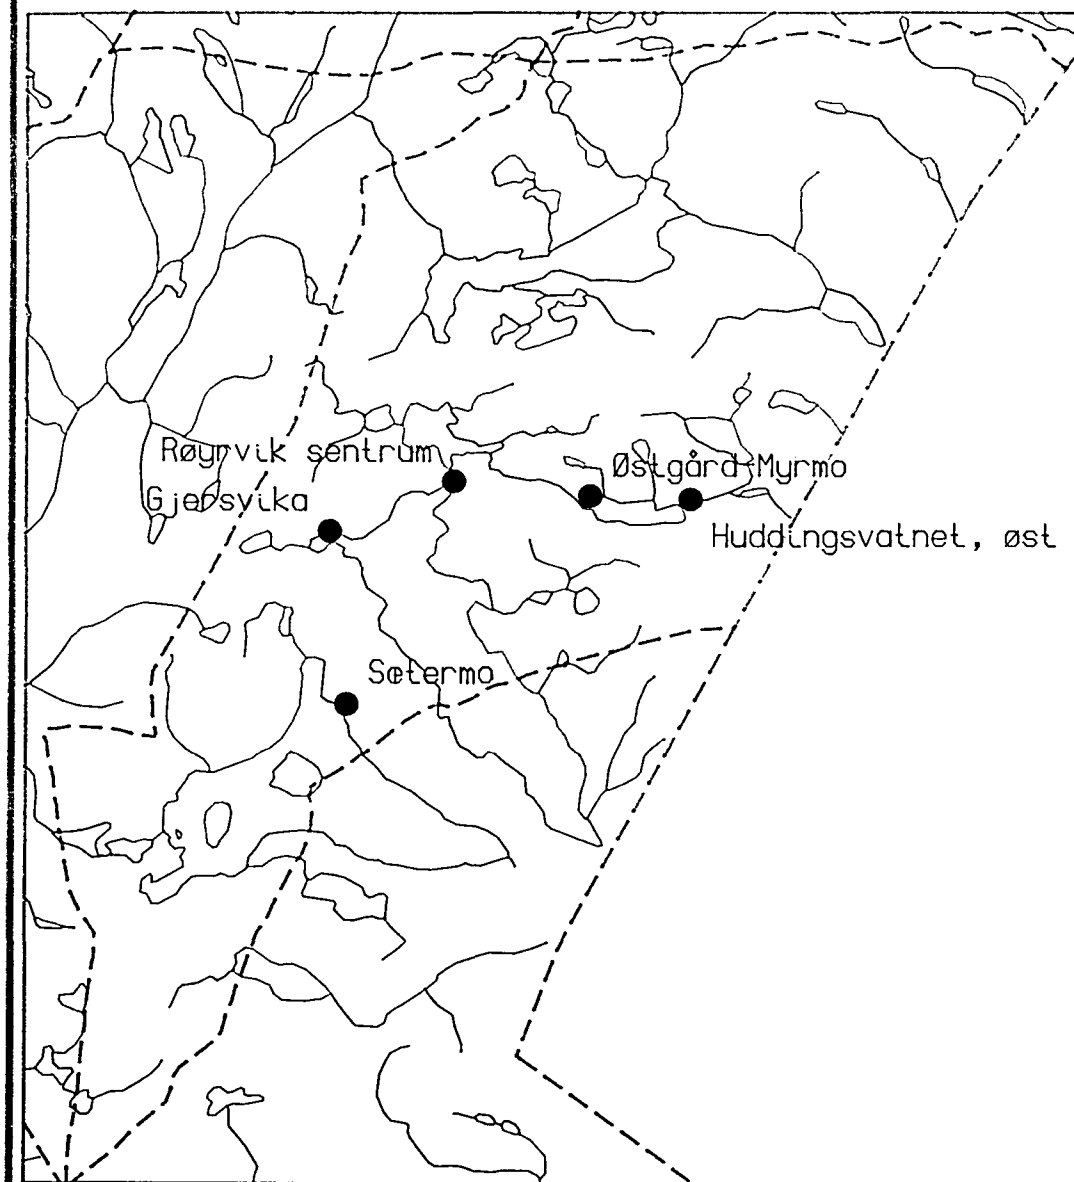 Røyrvik sentrum
Østgård-Myrmo
Gjersvika
Huddingsvatnet, øst
Sætermo